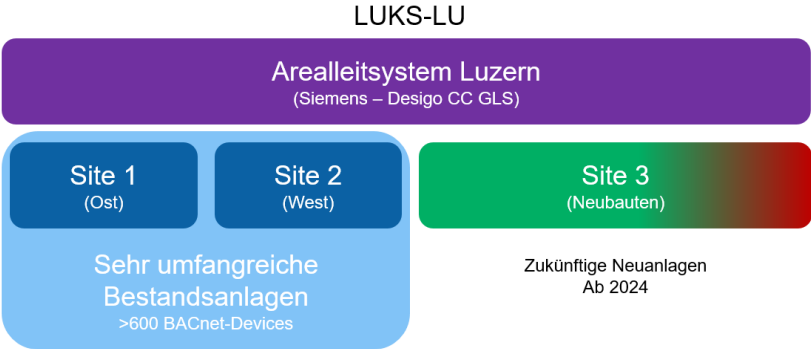 LUKS-LU
Arealleitsystem Luzern
(Siemens – Desigo CC GLS)
Site 1
(Ost)
Site 2
(West)
Site 3
(Neubauten)
Sehr umfangreiche
Bestandsanlagen
>600 BACnet-Devices
Zukünftige Neuanlagen
Ab 2024